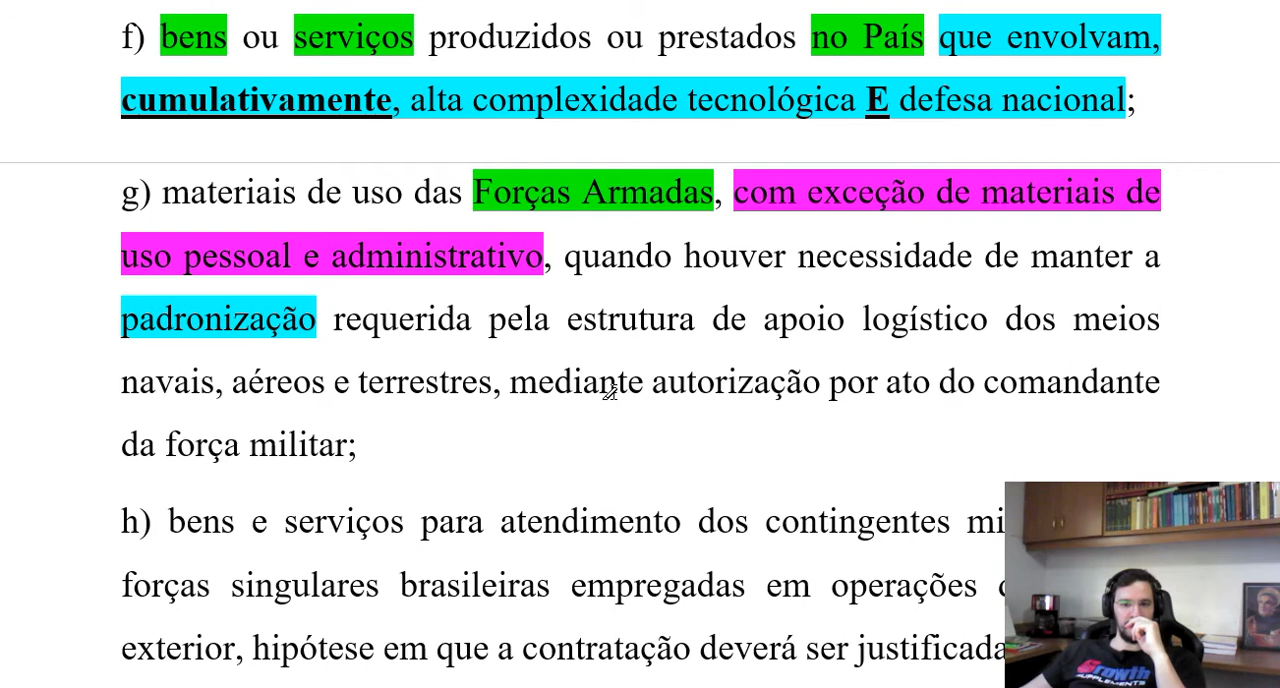 f) bens ou serviços produzidos ou prestados no País que envolvam,
cumulativamente, alta complexidade tecnológica E defesa nacional;
g) materiais de uso das Forças Armadas, com exceção de materiais de
uso pessoal e administrativo, quando houver necessidade de manter a
padronização requerida pela estrutura de apoio logístico dos meios
navais, aéreos e terrestres, mediante autorização por ato do comandante
da força militar;
h) bens e serviços para atendimento dos contingentes
forças singulares brasileiras empregadas em operações
exterior, hipótese em que a contratação deverá ser justificada
Growth
SUPPLEMENTS